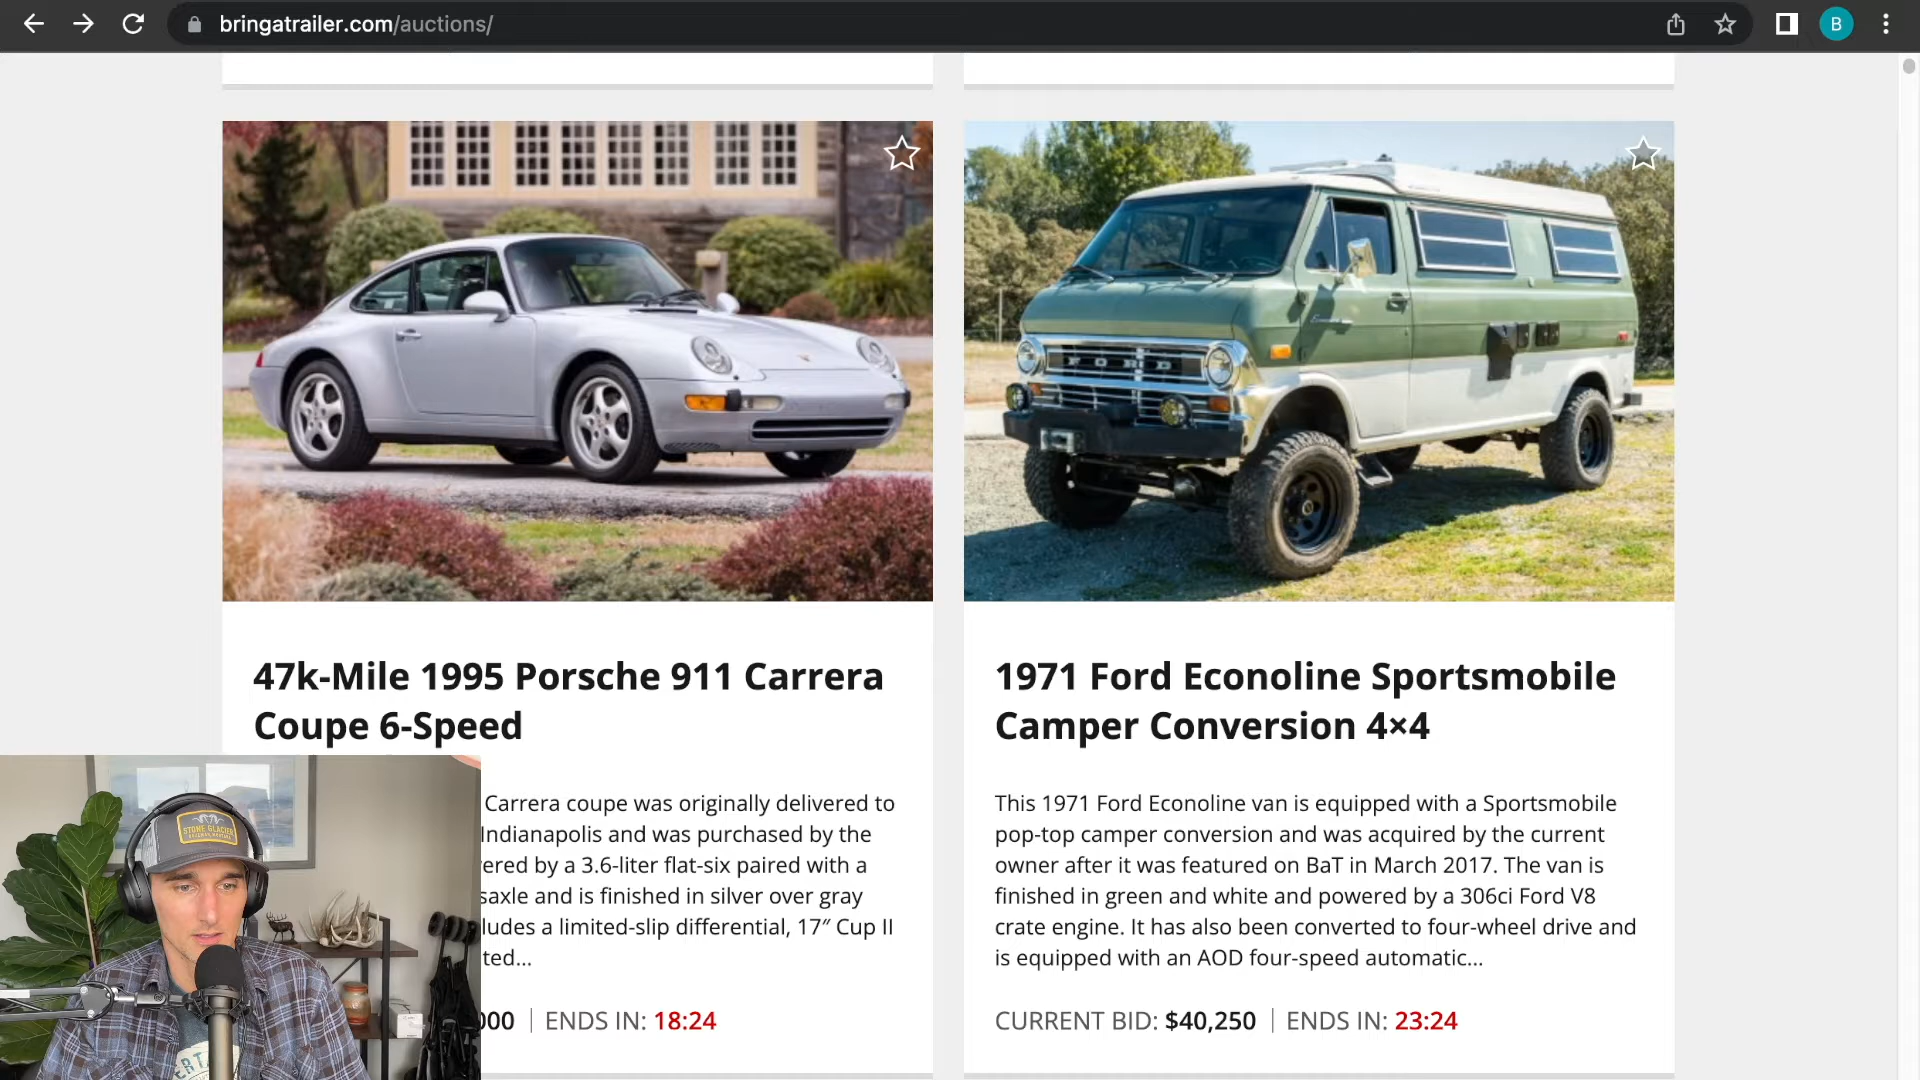 bringatrailer.com/auctions/
B
FORD
47k-Mile 1995 Porsche 911 Carrera
Coupe 6-Speed
Carrera coupe was originally delivered to
Indianapolis and was purchased by the
ered by a 3.6-liter flat-six paired with a
saxle and is finished in silver over gray
ludes a limited-slip differential, 17″ Cup II
ted...
000 | ENDS IN: 18:24
1971 Ford Econoline Sportsmobile
Camper Conversion 4×4
This 1971 Ford Econoline van is equipped with a Sportsmobile
pop-top camper conversion and was acquired by the current
owner after it was featured on BaT in March 2017. The van is
finished in green and white and powered by a 306ci Ford V8
crate engine. It has also been converted to four-wheel drive and
is equipped with an AOD four-speed automatic...
CURRENT BID: $40,250 | ENDS IN: 23:24
STONE GLACIER